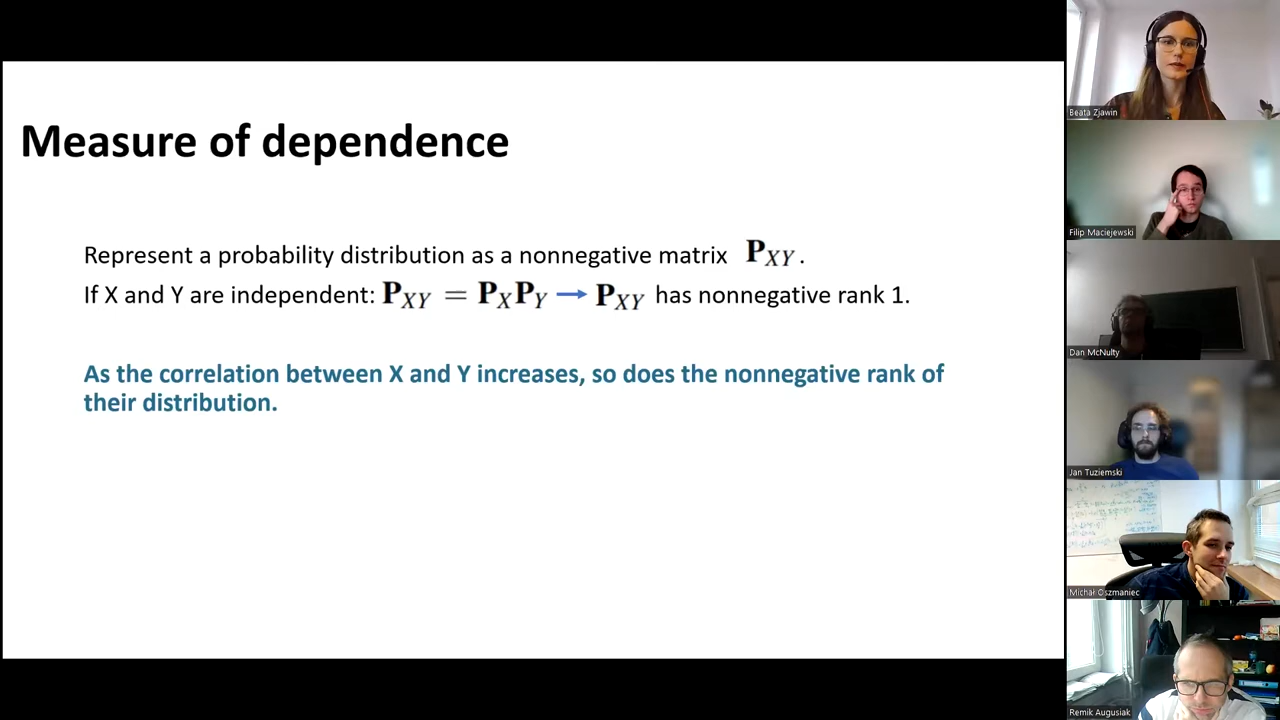 Measure of dependence
Represent a probability distribution as a nonnegative matrix P_XY.
If X and Y are independent: P_XY = P_X P_Y → P_XY has nonnegative rank 1.
As the correlation between X and Y increases, so does the nonnegative rank of
their distribution.
Beata Zjawin
Filip Maciejewski
Dan McNulty
Jan Tuziemski
Michał Oszmaniec
Remik Augusiak